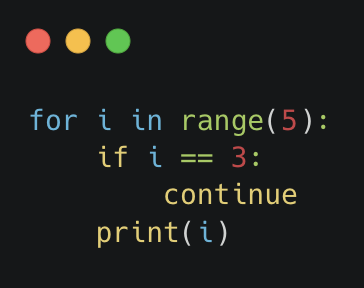 for i in range(5):
    if i == 3:
        continue
    print(i)